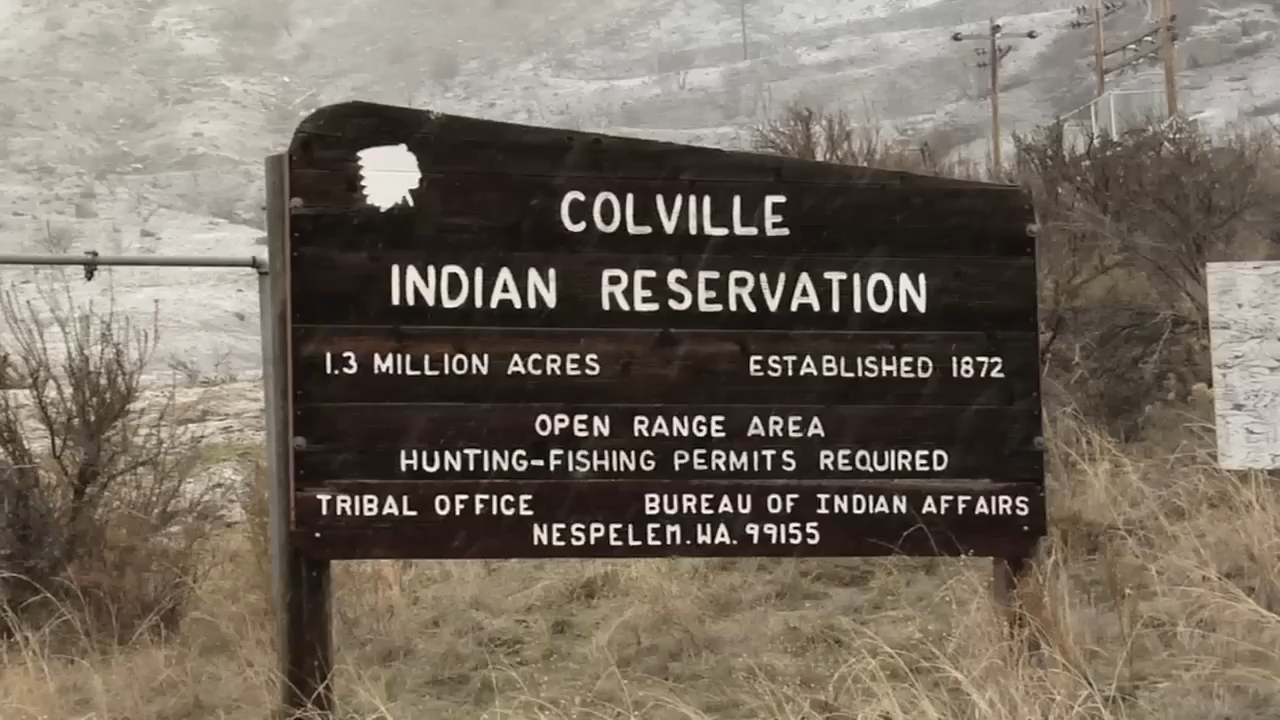 COLVILLE
INDIAN RESERVATION
1.3 MILLION ACRES ESTABLISHED 1872
OPEN RANGE AREA
HUNTING-FISHING PERMITS REQUIRED
TRIBAL OFFICE BUREAU OF INDIAN AFFAIRS
NESPELEM.WA. 99155